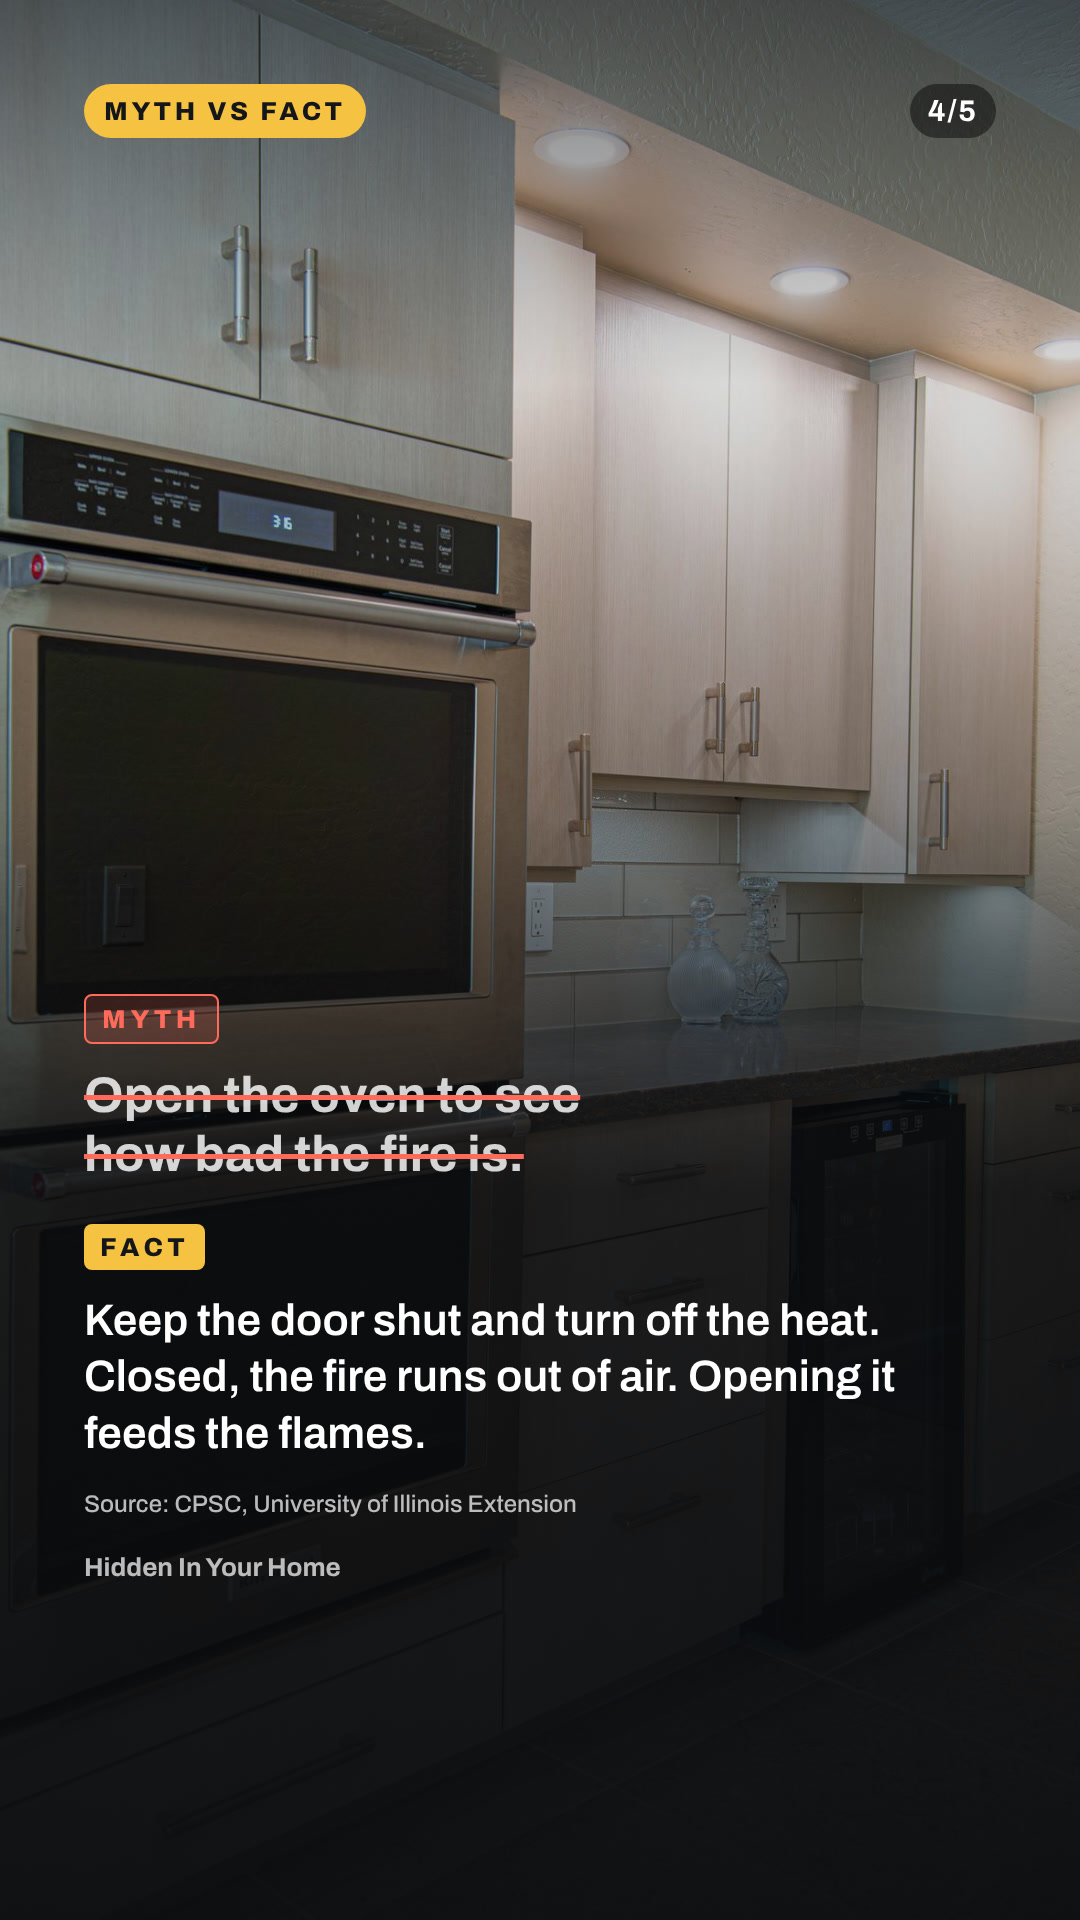 MYTH VS FACT
4/5
3 16
MYTH
Open the oven to see
how bad the fire is.
FACT
Keep the door shut and turn off the heat.
Closed, the fire runs out of air. Opening it
feeds the flames.
Source: CPSC, University of Illinois Extension
Hidden In Your Home